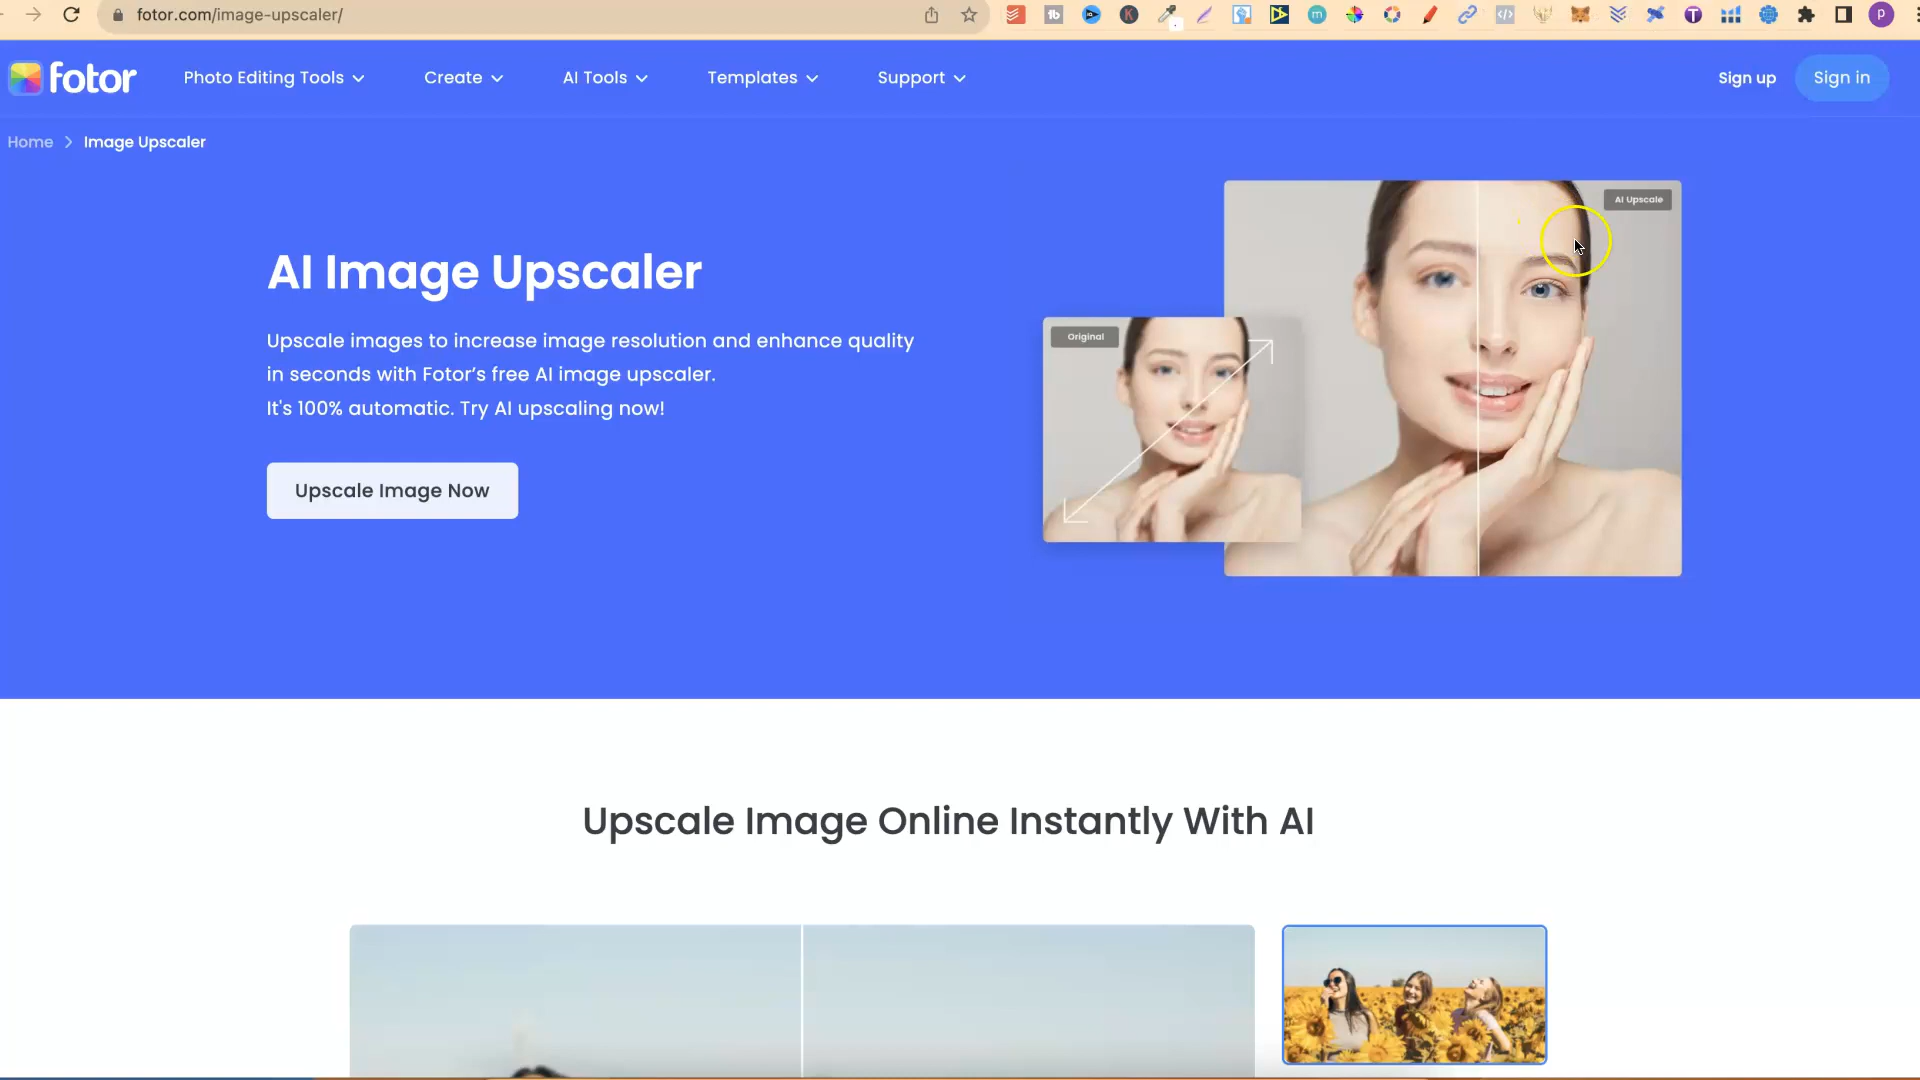 fotor.com/image-upscaler/
fotor
Photo Editing Tools
Create
AI Tools
Templates
Support
Sign up
Sign in
Home
Image Upscaler
AI Upscale
AI Image Upscaler
Original
Upscale images to increase image resolution and enhance quality
in seconds with Fotor’s free AI image upscaler.
It's 100% automatic. Try AI upscaling now!
Upscale Image Now
Upscale Image Online Instantly With AI